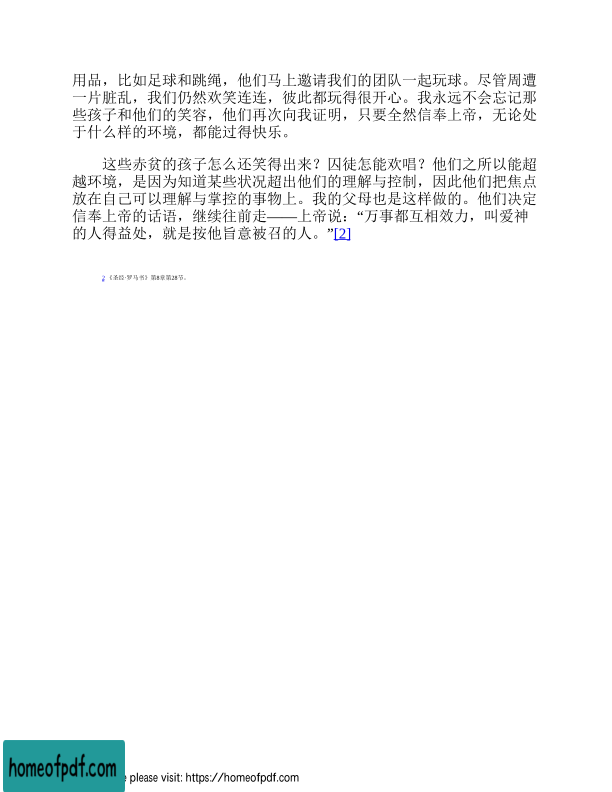 用品，比如足球和跳绳，他们马上邀请我们的团队一起玩球。尽管周遭
一片脏乱，我们仍然欢笑连连，彼此都玩得很开心。我永远不会忘记那
些孩子和他们的笑容，他们再次向我证明，只要全然信奉上帝，无论处
于什么样的环境，都能过得快乐。
这些赤贫的孩子怎么还笑得出来？囚徒怎能欢唱？他们之所以能超
越环境，是因为知道某些状况超出他们的理解与控制，因此他们把焦点
放在自己可以理解与掌控的事物上。我的父母也是这样做的。他们决定
信奉上帝的话语，继续往前走——上帝说：“万事都互相效力，叫爱神
的人得益处，就是按他旨意被召的人。”[2]
2 《圣经·罗马书》第8章第28节。
homeofpdf.com
e please visit: https://homeofpdf.com